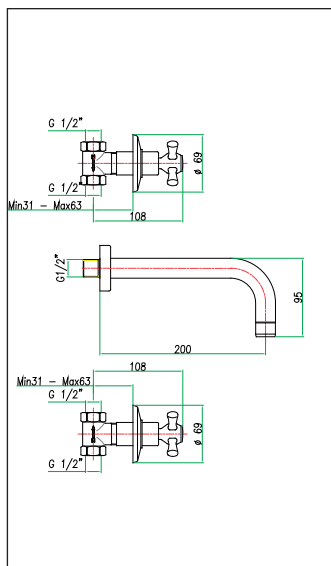 G 1/2"
ø 69
G 1/2"
Min31 - Max63
108
G1/2"
95
200
108
Min31 - Max63
G 1/2"
ø 69
G 1/2"